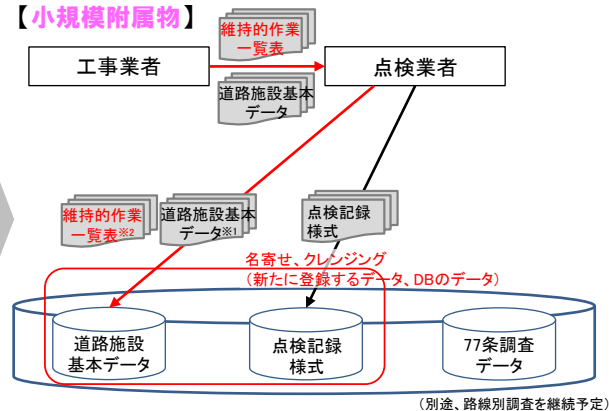 【小規模附属物】
維持的作業
一覧表
工事業者
点検業者
道路施設基本
データ
維持的作業
一覧表※2
道路施設基本
データ※1
点検記録
様式
名寄せ、クレンジング
（新たに登録するデータ、DBのデータ）
道路施設
基本データ
点検記録
様式
77条調査
データ
（別途、路線別調査を継続予定）